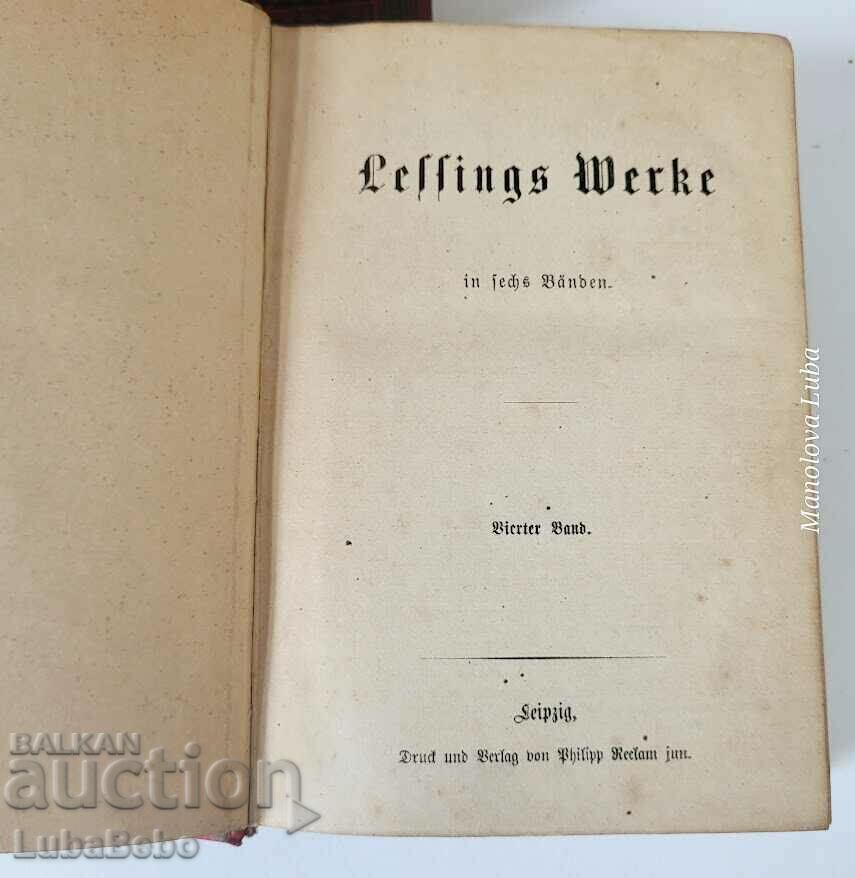 Lessings Werke
in sechs Bänden.
Vierter Band.
Leipzig,
Druck und Verlag von Philipp Reclam jun.
Manolova Luba
BALKAN
auction
LubaBebo